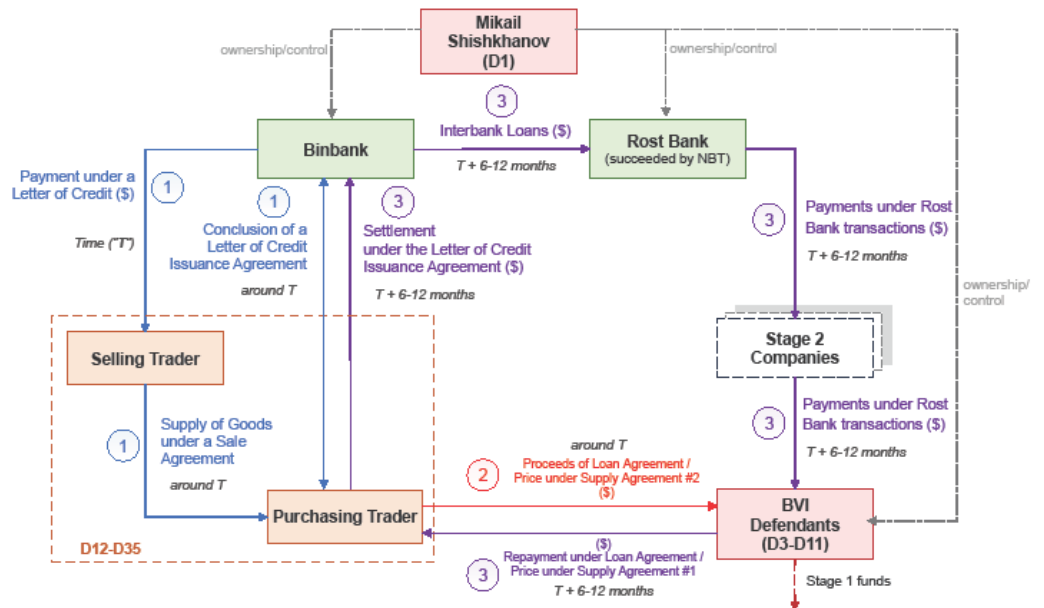 Mikail
Shishkhanov
(D1)
ownership/control
ownership/control
3
Interbank Loans ($)
Binbank
Rost Bank
(succeeded by NBT)
T + 6-12 months
Payment under a
Letter of Credit ($)
1
1
3
Conclusion of a
Letter of Credit
Issuance Agreement
Settlement
under the Letter of Credit
Issuance Agreement ($)
3
Payments under Rost
Bank transactions ($)
Time ("T")
around T
T + 6-12 months
T + 6-12 months
ownership/
control
Selling Trader
Stage 2
Companies
1
Supply of Goods
under a Sale
Agreement
around T
3
Payments under Rost
Bank transactions ($)
T + 6-12 months
around T
2
Proceeds of Loan Agreement /
Price under Supply Agreement #2
($)
Purchasing Trader
BVI
Defendants
(D3-D11)
D12-D35
($)
3
Repayment under Loan Agreement /
Price under Supply Agreement #1
T + 6-12 months
Stage 1 funds